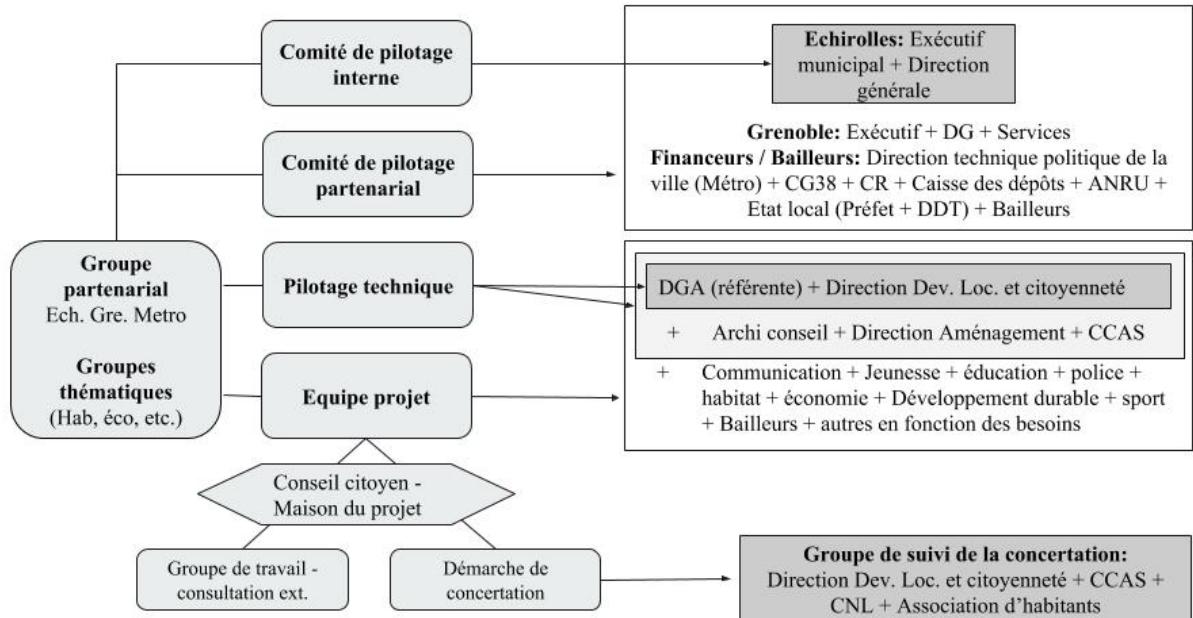 Comité de pilotage
interne
Echirolles: Exécutif
municipal + Direction
générale
Comité de pilotage
partenarial
Grenoble: Exécutif + DG + Services
Financeurs / Bailleurs: Direction technique politique de la
ville (Métro) + CG38 + CR + Caisse des dépôts + ANRU +
Etat local (Préfet + DDT) + Bailleurs
Groupe
partenarial
Ech. Gre. Metro
Groupes
thématiques
(Hab, éco, etc.)
Pilotage technique
DGA (référente) + Direction Dev. Loc. et citoyenneté
+ Archi conseil + Direction Aménagement + CCAS
Equipe projet
+ Communication + Jeunesse + éducation + police +
habitat + économie + Développement durable + sport
+ Bailleurs + autres en fonction des besoins
Conseil citoyen -
Maison du projet
Groupe de travail -
consultation ext.
Démarche de
concertation
Groupe de suivi de la concertation:
Direction Dev. Loc. et citoyenneté + CCAS +
CNL + Association d'habitants